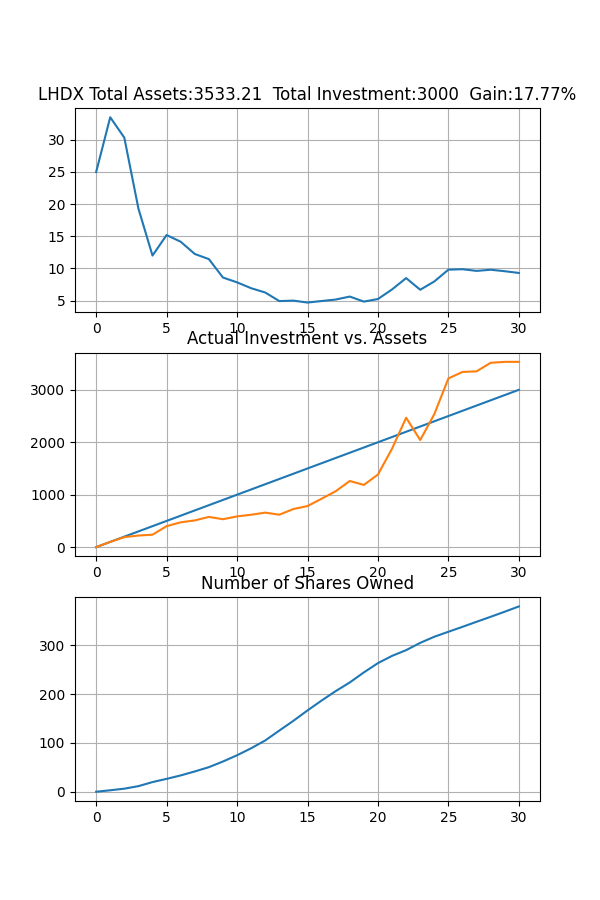 LHDX Total Assets:3533.21  Total Investment:3000  Gain:17.77%
30
25
20
15
10
5
0 5 10 15 20 25 30
Actual Investment vs. Assets
3000
2000
1000
0
0 5 10 15 20 25 30
Number of Shares Owned
300
200
100
0
0 5 10 15 20 25 30